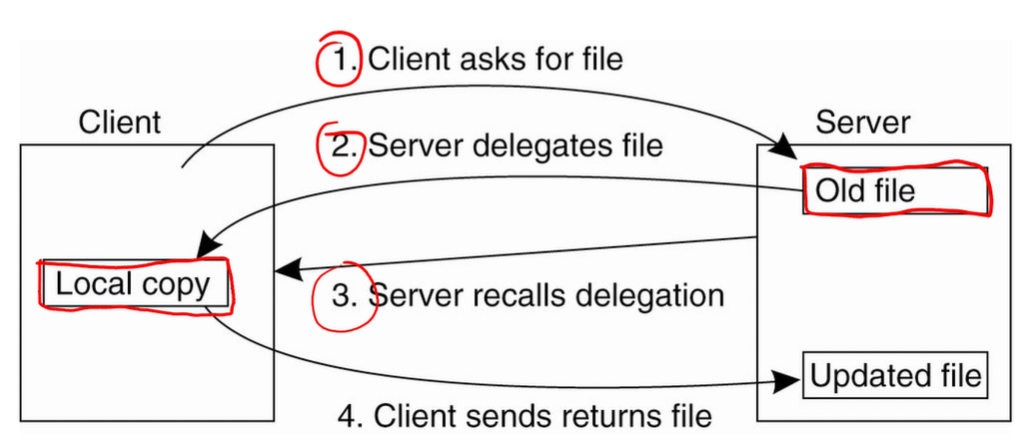 1. Client asks for file
Client
Server
2. Server delegates file
Old file
Local copy
3. Server recalls delegation
Updated file
4. Client sends returns file